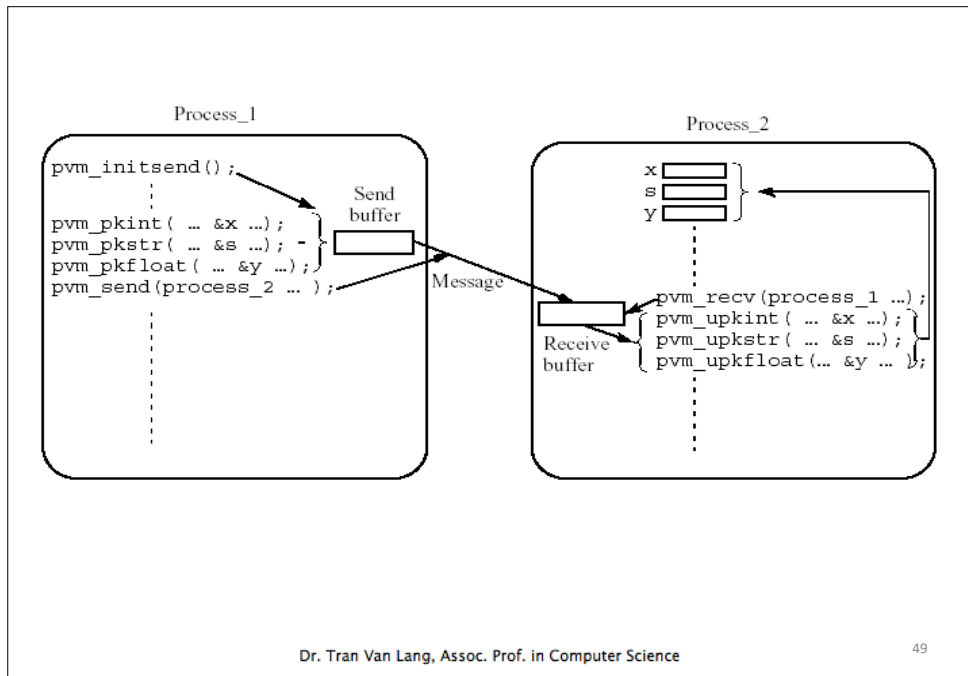 Process_1
pvm_initsend();
Send
buffer
pvm_pkint( … &x …);
pvm_pkstr( … &s …);
pvm_pkfloat( … &y …);
pvm_send(process_2 … );
Message
Process_2
x
s
y
pvm_recv(process_1 …);
pvm_upkint( … &x …);
pvm_upkstr( … &s …);
pvm_upkfloat(… &y … );
Receive
buffer
Dr. Tran Van Lang, Assoc. Prof. in Computer Science
49